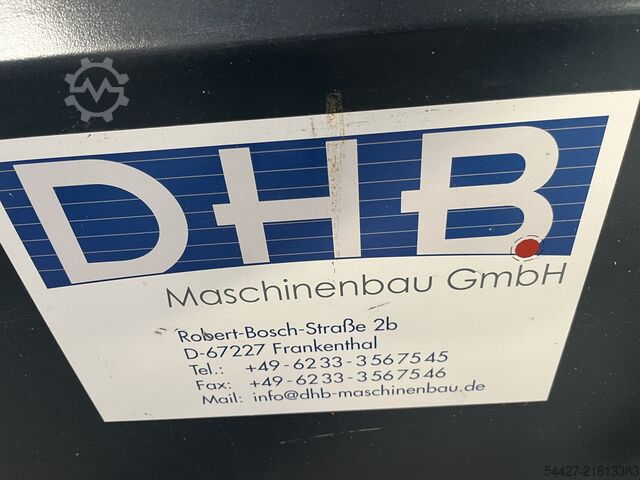 DHB
Maschinenbau GmbH
Robert-Bosch-Straße 2b
D-67227 Frankenthal
Tel.: +49-6233-3567545
Fax: +49-6233-3567546
Mail: info@dhb-maschinenbau.de
54427-21613383